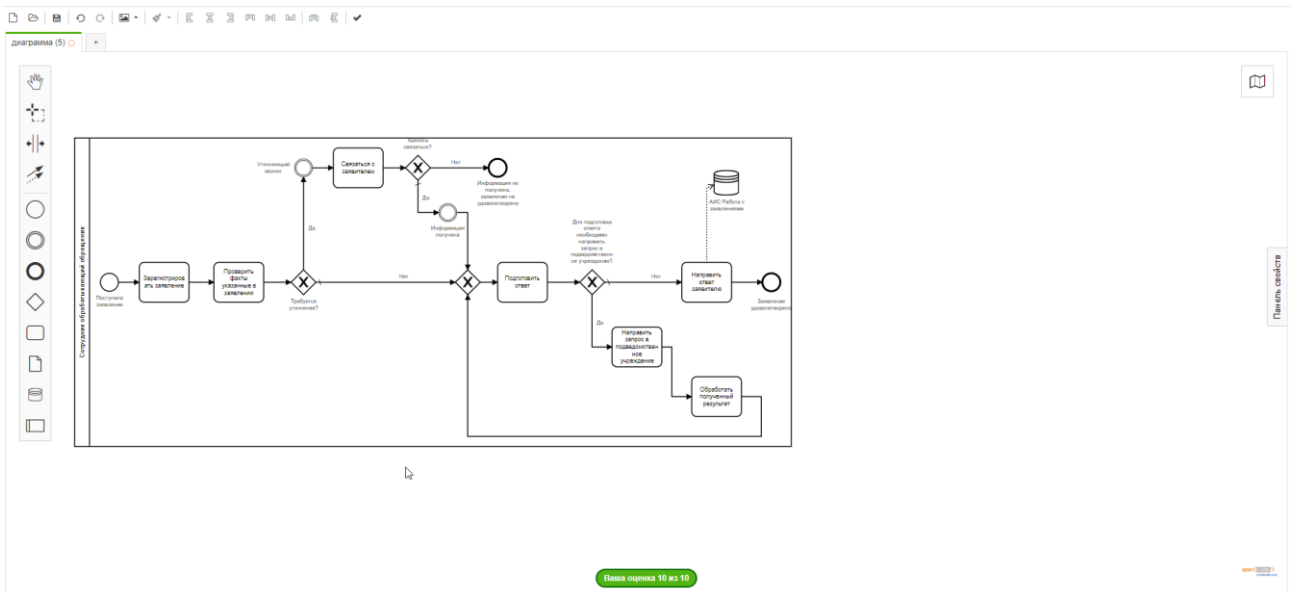 диаграмма (5)
+
Удалось
связаться?
Уточняющий
звонок
Связаться с
заявителем
Нет
Информация не
получена,
заявление не
удовлетворено
Да
Информация
получена
АИС Работа с
заявлениями
Для подготовки
ответа
необходимо
направить
запрос в
подведомственн
ое учреждение?
Да
Сотрудник обрабатывающий обращения
Поступило
заявление
Зарегистриров
ать заявление
Проверить
факты
указанные в
заявлении
Требуется
уточнение?
Нет
Подготовить
ответ
Нет
Направить
ответ
заявителю
Заявление
удовлетворено
Да
Направить
запрос в
подведомствен
ное
учреждение
Обработать
полученный
результат
Панель свойств
Ваша оценка 10 из 10